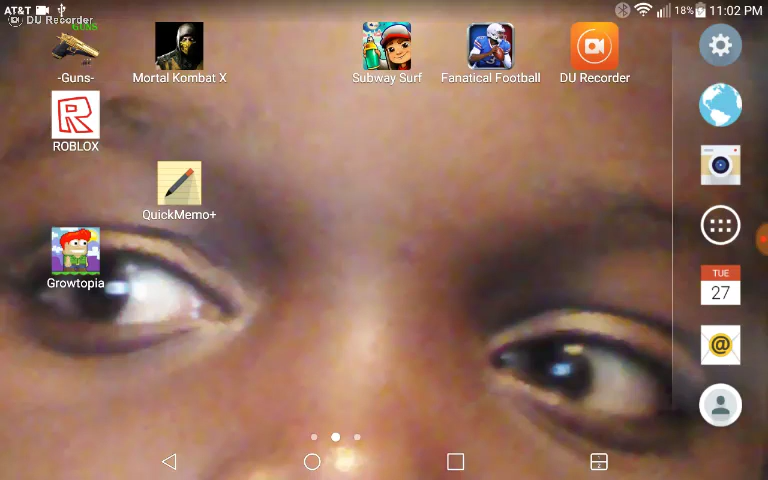 AT&T 18% 11:02 PM
DU Recorder
GUNS
-Guns- Mortal Kombat X Subway Surf Fanatical Football DU Recorder
ROBLOX
QuickMemo+
Growtopia
TUE
27
@